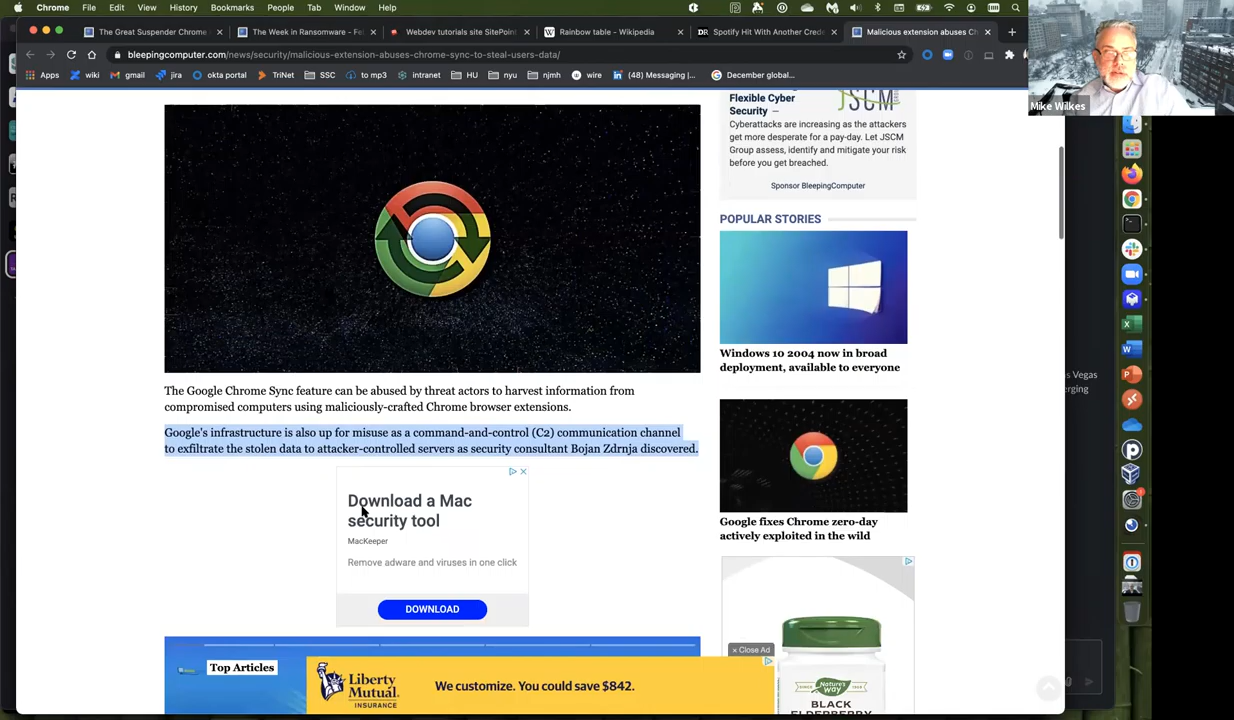 Chrome File Edit View History Bookmarks People Tab Window Help
The Great Suspender Chrome
The Week in Ransomware - Fe
Webdev tutorials site SitePoint
Rainbow table - Wikipedia
DR Spotify Hit With Another Crede
Malicious extension abuses Ch
bleepingcomputer.com/news/security/malicious-extension-abuses-chrome-sync-to-steal-users-data/
Apps wiki gmail jira okta portal TriNet SSC to mp3 intranet HU nyu njmh wire (48) Messaging |... December global...
Mike Wilkes
Flexible Cyber
Security —
JSCM
GROUP
Cyberattacks are increasing as the attackers
get more desperate for a pay-day. Let JSCM
Group assess, identify and mitigate your risk
before you get breached.
Sponsor BleepingComputer
POPULAR STORIES
Windows 10 2004 now in broad
deployment, available to everyone
Google fixes Chrome zero-day
actively exploited in the wild
The Google Chrome Sync feature can be abused by threat actors to harvest information from
compromised computers using maliciously-crafted Chrome browser extensions.
Google's infrastructure is also up for misuse as a command-and-control (C2) communication channel
to exfiltrate the stolen data to attacker-controlled servers as security consultant Bojan Zdrnja discovered.
Download a Mac
security tool
MacKeeper
Remove adware and viruses in one click
DOWNLOAD
Top Articles
Liberty
Mutual
INSURANCE
We customize. You could save $842.
× Close Ad
Nature's
Way
BLACK
ELDERBERRY
s Vegas
erging